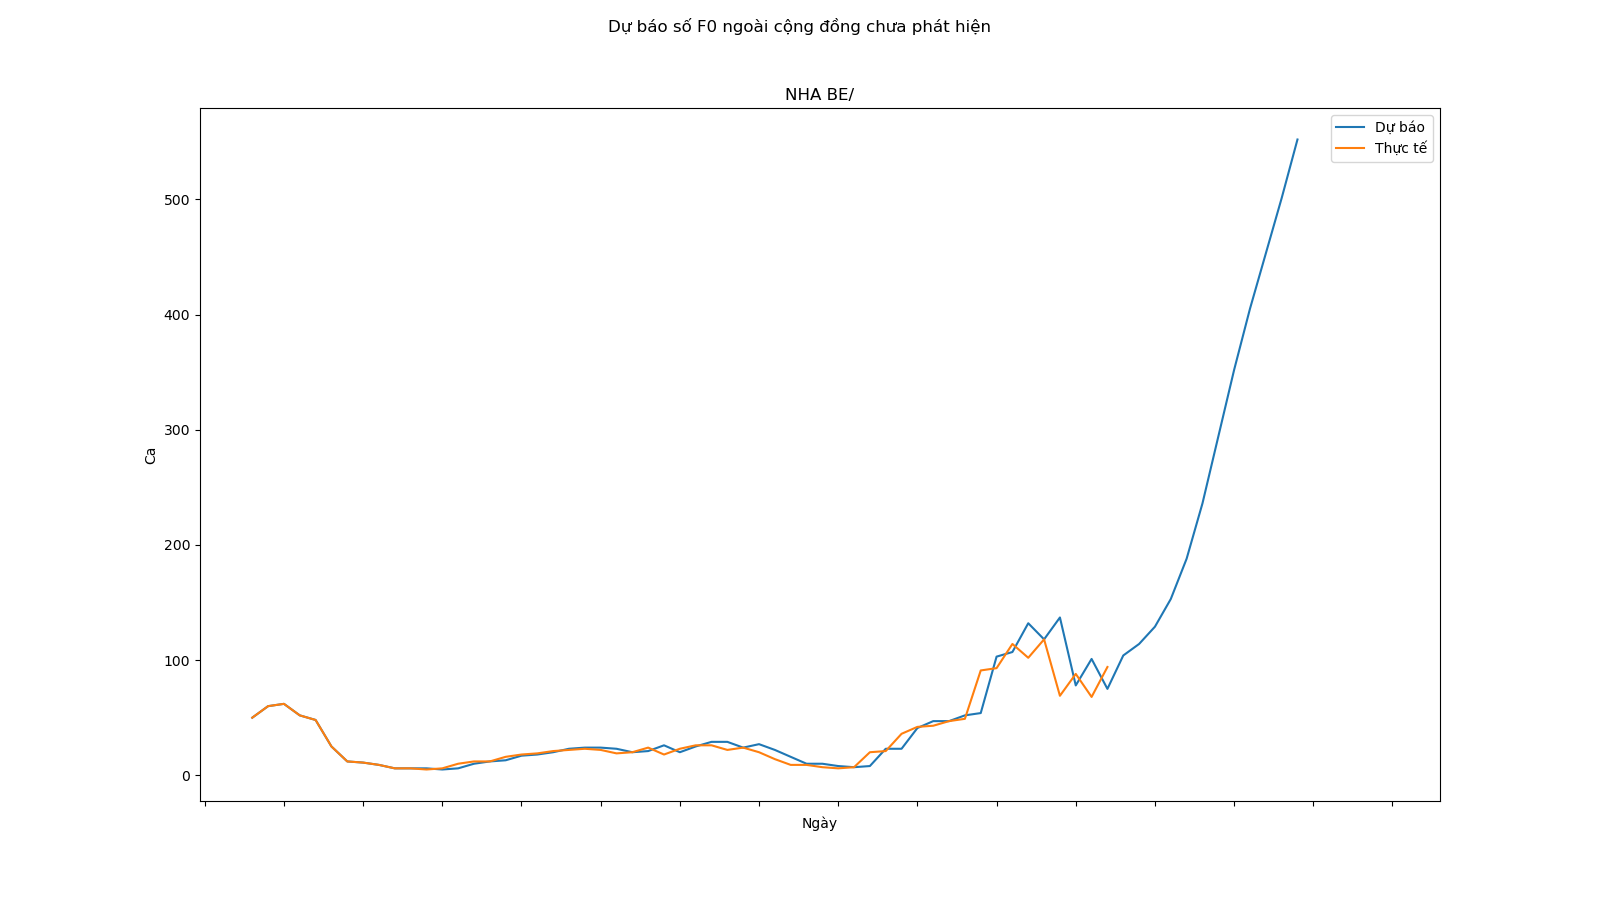 Dự báo số F0 ngoài cộng đồng chưa phát hiện
NHA BE/
Dự báo
Thực tế
500
400
300
200
100
0
Ca
Ngày